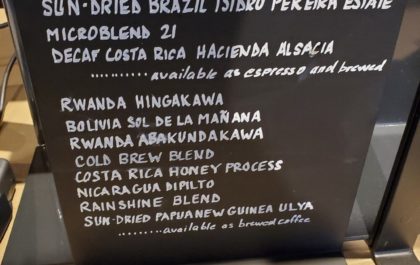 SUN-DRIED BRAZIL ISIDRO PEREIRA ESTATE
MICROBLEND 21
DECAF COSTA RICA HACIENDA ALSACIA
...........available as espresso and brewed
RWANDA HINGAKAWA
BOLIVIA SOL DE LA MAÑANA
RWANDA ABAKUNDAKAWA
COLD BREW BLEND
COSTA RICA HONEY PROCESS
NICARAGUA DIPILTO
RAINSHINE BLEND
SUN-DRIED PAPUA NEW GUINEA ULYA
.........available as brewed coffee